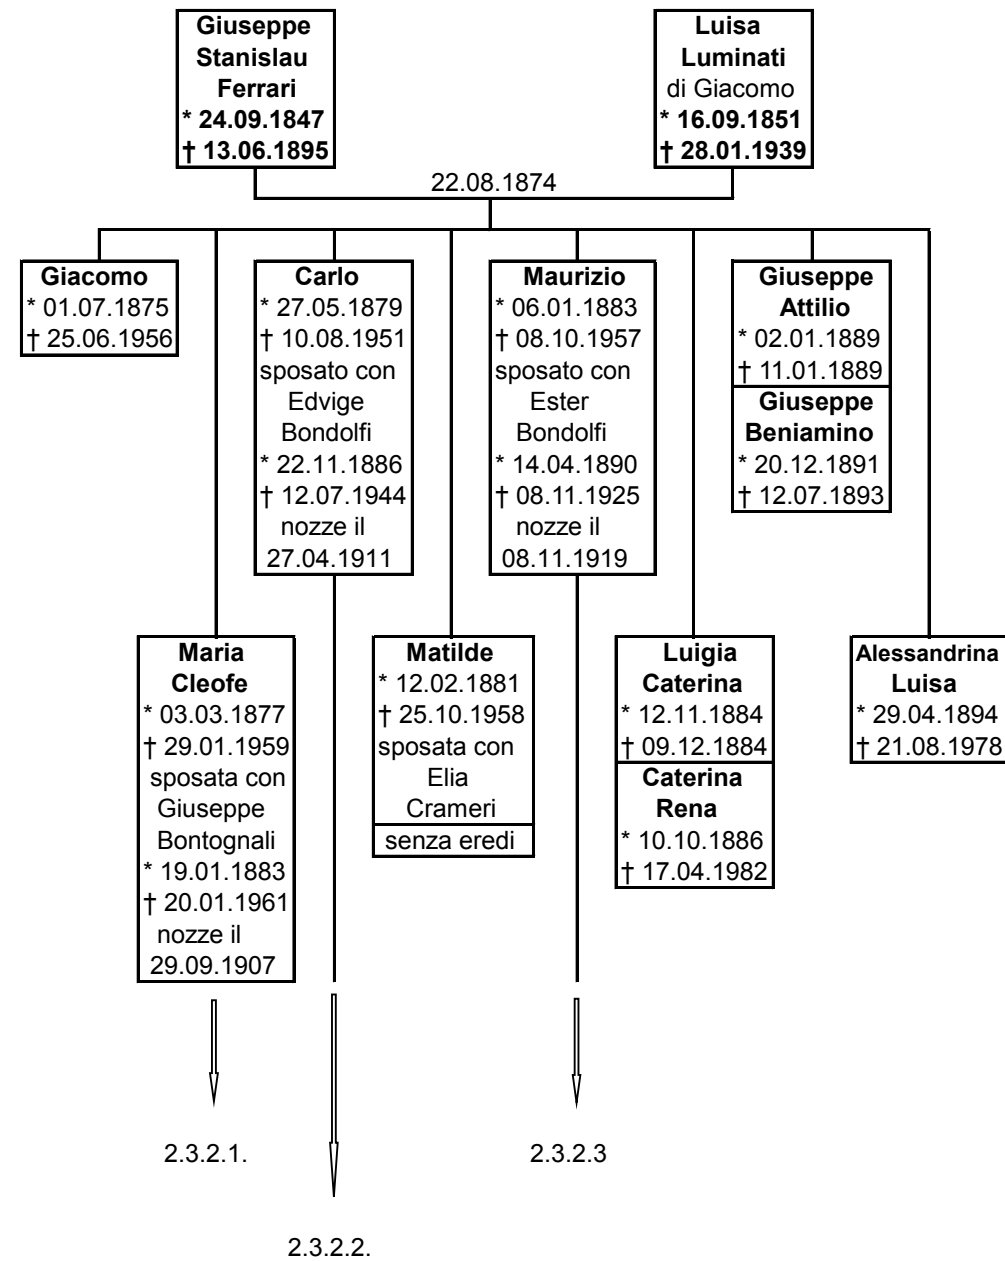 Giuseppe
Stanislau
Ferrari
* 24.09.1847
† 13.06.1895
Luisa
Luminati
di Giacomo
* 16.09.1851
† 28.01.1939
22.08.1874
Giacomo
* 01.07.1875
† 25.06.1956
Carlo
* 27.05.1879
† 10.08.1951
sposato con
Edvige
Bondolfi
* 22.11.1886
† 12.07.1944
nozze il
27.04.1911
Maurizio
* 06.01.1883
† 08.10.1957
sposato con
Ester
Bondolfi
* 14.04.1890
† 08.11.1925
nozze il
08.11.1919
Giuseppe
Attilio
* 02.01.1889
† 11.01.1889
Giuseppe
Beniamino
* 20.12.1891
† 12.07.1893
Maria
Cleofe
* 03.03.1877
† 29.01.1959
sposata con
Giuseppe
Bontognali
* 19.01.1883
† 20.01.1961
nozze il
29.09.1907
Matilde
* 12.02.1881
† 25.10.1958
sposata con
Elia
Crameri
senza eredi
Luigia
Caterina
* 12.11.1884
† 09.12.1884
Caterina
Rena
* 10.10.1886
† 17.04.1982
Alessandrina
Luisa
* 29.04.1894
† 21.08.1978
2.3.2.1.
2.3.2.3
2.3.2.2.